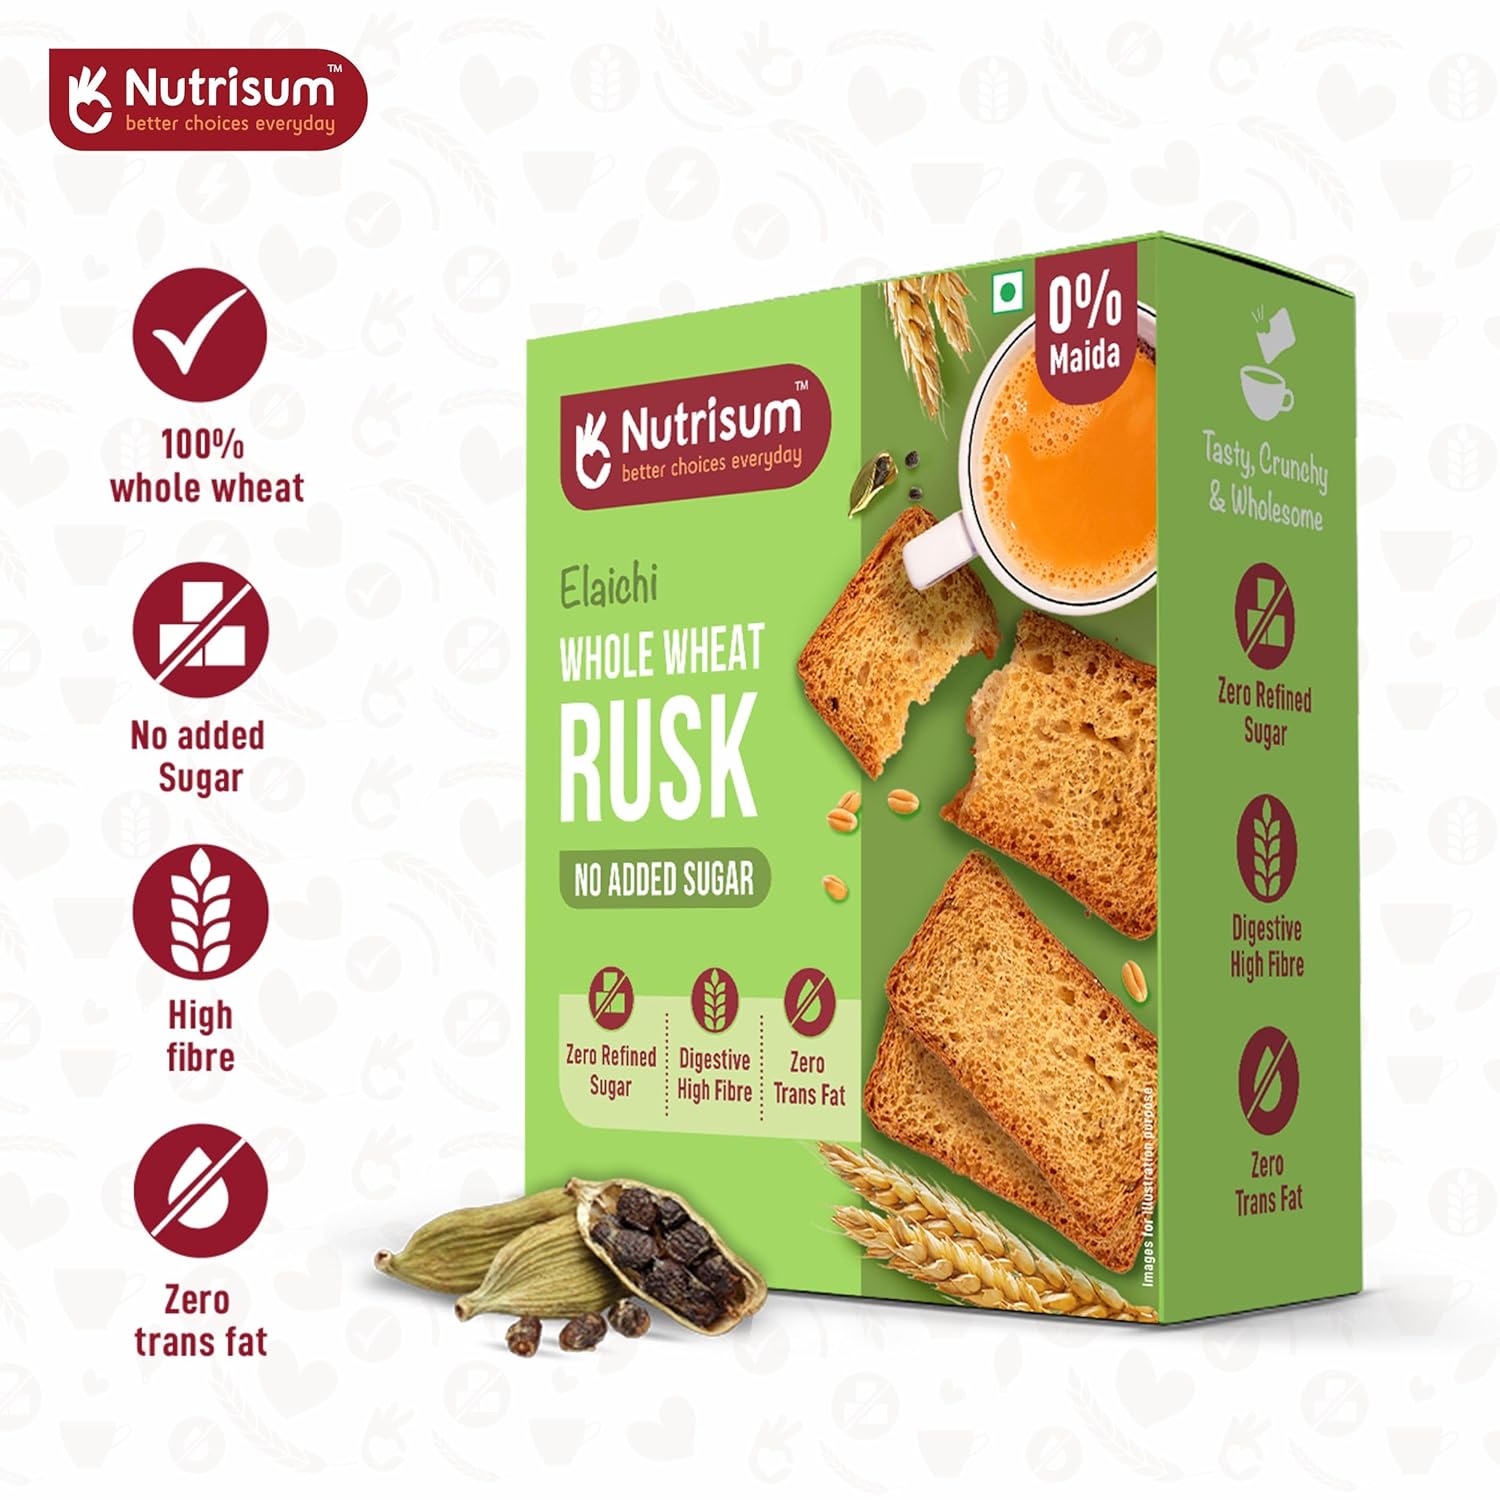 Nutrisum™
better choices everyday
100%
whole wheat
No added
Sugar
High
fibre
Zero
trans fat
0%
Maida
Nutrisum™
better choices everyday
Elaichi
WHOLE WHEAT
RUSK
NO ADDED SUGAR
Zero Refined
Sugar
Digestive
High Fibre
Zero
Trans Fat
Images for illustration purpose
Tasty, Crunchy
& Wholesome
Zero Refined
Sugar
Digestive
High Fibre
Zero
Trans Fat